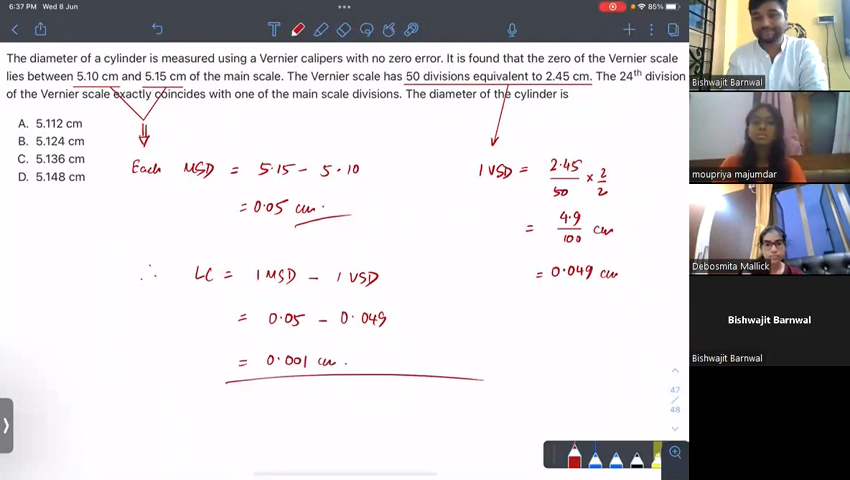 6:37 PM Wed 8 Jun
85%
The diameter of a cylinder is measured using a Vernier calipers with no zero error. It is found that the zero of the Vernier scale
lies between 5.10 cm and 5.15 cm of the main scale. The Vernier scale has 50 divisions equivalent to 2.45 cm. The 24th division
of the Vernier scale exactly coincides with one of the main scale divisions. The diameter of the cylinder is
A. 5.112 cm
B. 5.124 cm
C. 5.136 cm
D. 5.148 cm
Each MSD = 5.15 - 5.10
= 0.05 cm.
∴ LC = 1 MSD - 1 VSD
= 0.05 - 0.049
= 0.001 cm.
1 VSD = 2.45/50 × 2/2
= 4.9/100 cm
= 0.049 cm
47
/
48
Bishwajit Barnwal
moupriya majumdar
Debosmita Mallick
Bishwajit Barnwal
Bishwajit Barnwal